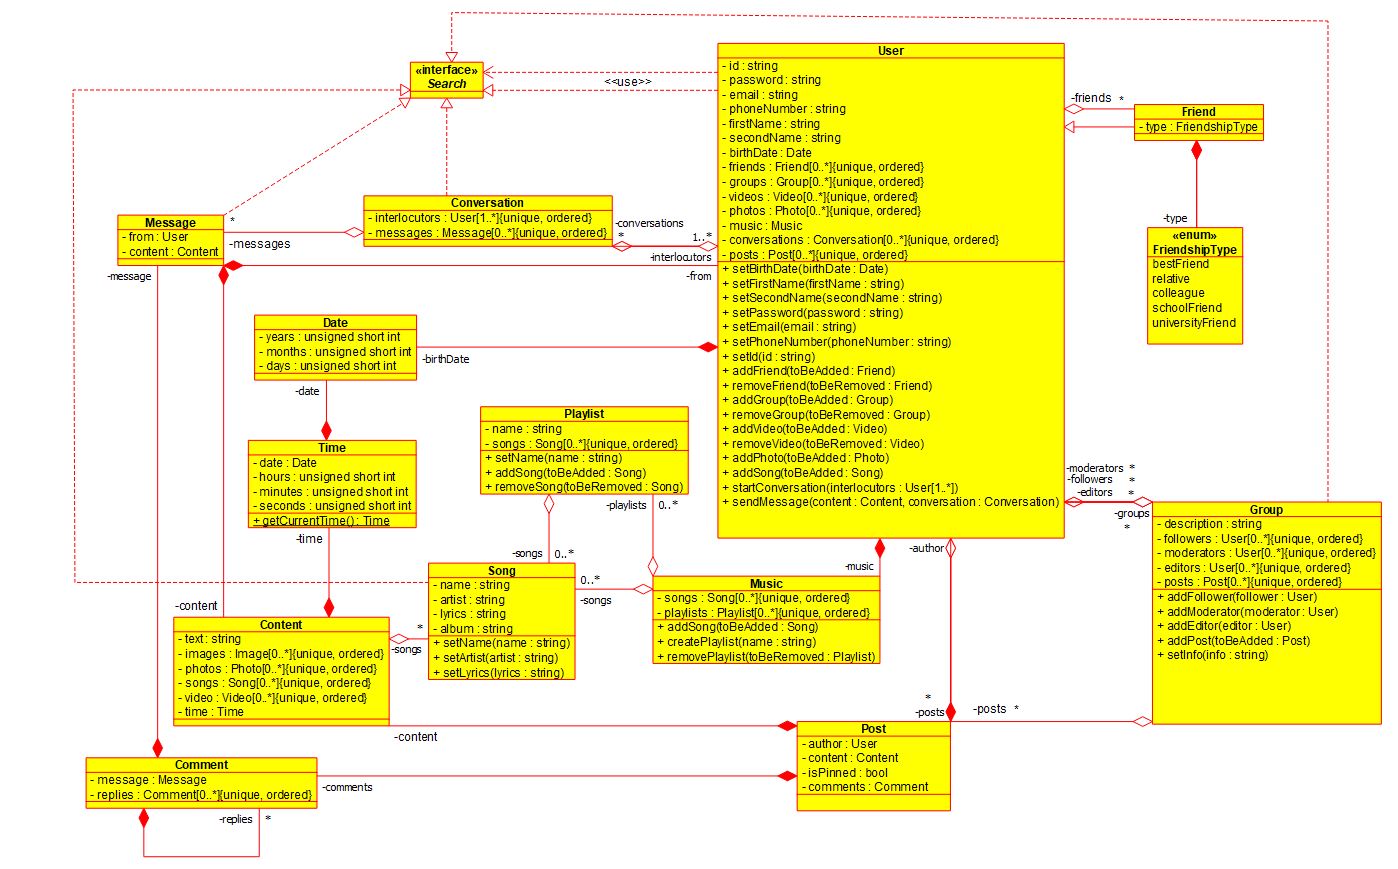 «interface»
Search
<<use>>
User
- id : string
- password : string
- email : string
- phoneNumber : string
- firstName : string
- secondName : string
- birthDate : Date
- friends : Friend[0..*]{unique, ordered}
- groups : Group[0..*]{unique, ordered}
- videos : Video[0..*]{unique, ordered}
- photos : Photo[0..*]{unique, ordered}
- music : Music
- conversations : Conversation[0..*]{unique, ordered}
- posts : Post[0..*]{unique, ordered}
+ setBirthDate(birthDate : Date)
+ setFirstName(firstName : string)
+ setSecondName(secondName : string)
+ setPassword(password : string)
+ setEmail(email : string)
+ setPhoneNumber(phoneNumber : string)
+ setId(id : string)
+ addFriend(toBeAdded : Friend)
+ removeFriend(toBeRemoved : Friend)
+ addGroup(toBeAdded : Group)
+ removeGroup(toBeRemoved : Group)
+ addVideo(toBeAdded : Video)
+ removeVideo(toBeRemoved : Video)
+ addPhoto(toBeAdded : Photo)
+ addSong(toBeAdded : Song)
+ startConversation(interlocutors : User[1..*])
+ sendMessage(content : Content, conversation : Conversation)
-friends *
Friend
- type : FriendshipType
-type
«enum»
FriendshipType
bestFriend
relative
colleague
schoolFriend
universityFriend
Conversation
- interlocutors : User[1..*]{unique, ordered}
- messages : Message[0..*]{unique, ordered}
-conversations
*
1..*
-interlocutors
-from
Message
- from : User
- content : Content
*
-messages
-message
Date
- years : unsigned short int
- months : unsigned short int
- days : unsigned short int
-birthDate
-date
Time
- date : Date
- hours : unsigned short int
- minutes : unsigned short int
- seconds : unsigned short int
+ getCurrentTime() : Time
-time
Playlist
- name : string
- songs : Song[0..*]{unique, ordered}
+ setName(name : string)
+ addSong(toBeAdded : Song)
+ removeSong(toBeRemoved : Song)
-playlists 0..*
-songs 0..*
-moderators *
-followers *
-editors *
-groups
*
Group
- description : string
- followers : User[0..*]{unique, ordered}
- moderators : User[0..*]{unique, ordered}
- editors : User[0..*]{unique, ordered}
- posts : Post[0..*]{unique, ordered}
+ addFollower(follower : User)
+ addModerator(moderator : User)
+ addEditor(editor : User)
+ addPost(toBeAdded : Post)
+ setInfo(info : string)
-author
-music
Song
- name : string
- artist : string
- lyrics : string
- album : string
+ setName(name : string)
+ setArtist(artist : string)
+ setLyrics(lyrics : string)
0..*
-songs
Music
- songs : Song[0..*]{unique, ordered}
- playlists : Playlist[0..*]{unique, ordered}
+ addSong(toBeAdded : Song)
+ createPlaylist(name : string)
+ removePlaylist(toBeRemoved : Playlist)
-content
Content
- text : string
- images : Image[0..*]{unique, ordered}
- photos : Photo[0..*]{unique, ordered}
- songs : Song[0..*]{unique, ordered}
- video : Video[0..*]{unique, ordered}
- time : Time
*
-songs
-content
*
-posts
-posts *
Post
- author : User
- content : Content
- isPinned : bool
- comments : Comment
-comments
Comment
- message : Message
- replies : Comment[0..*]{unique, ordered}
-replies *